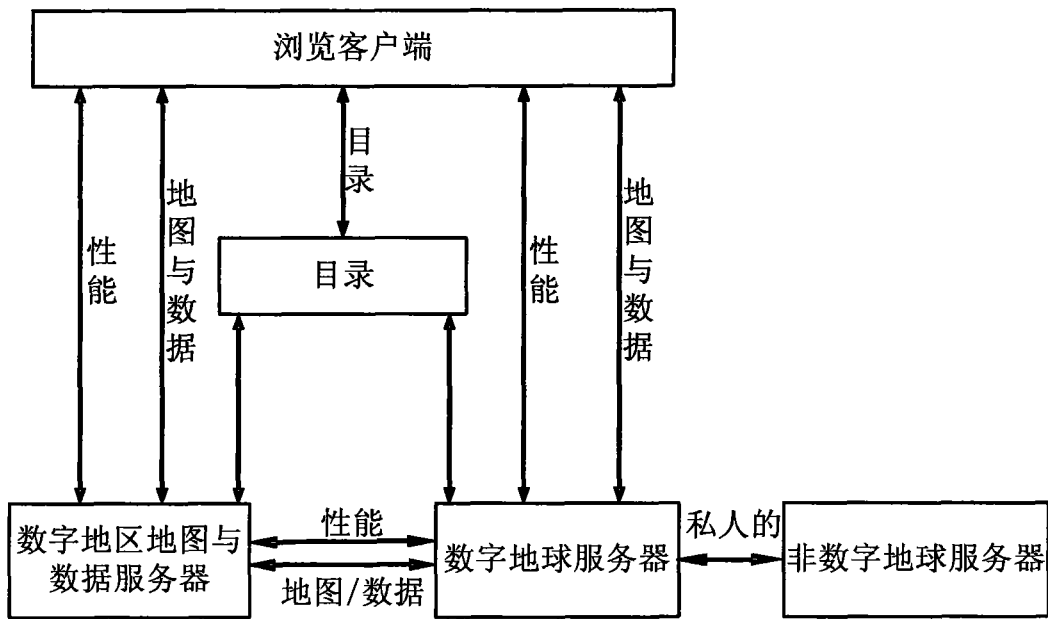 浏览客户端
性能
地图与数据
目录
性能
地图与数据
目录
数字地区地图与
数据服务器
性能
地图/数据
数字地球服务器
私人的
非数字地球服务器